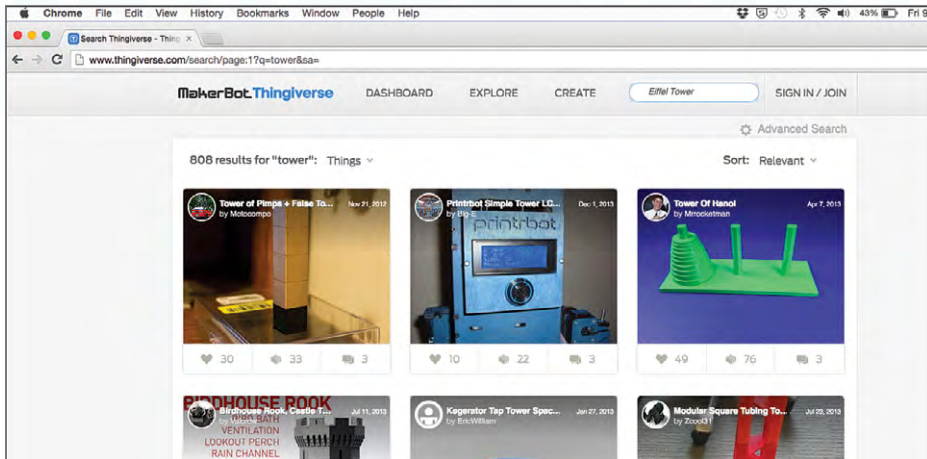 Chrome File Edit View History Bookmarks Window People Help 43% Fri 9
Search Thingiverse - Thing
www.thingiverse.com/search/page:1?q=tower&sa=
MakerBot Thingiverse DASHBOARD EXPLORE CREATE Eiffel Tower SIGN IN / JOIN
Advanced Search
808 results for "tower": Things Sort: Relevant
Tower of Pimps + False To... Nov 21, 2012
by Motocompo
Printrbot Simple Tower LC... Dec 1, 2013
by Big-E
printrbot
Tower Of Hanoi Apr 7, 2013
by Mrrocketman
30 33 3
10 22 3
49 76 3
BIRDHOUSE ROOK
Birdhouse Rook, Castle T... Jul 11, 2013
by
BATH
VENTILATION
LOOKOUT PERCH
RAIN CHANNEL
Kegerator Tap Tower Spac... Jan 27, 2013
by EricWilliam
Modular Square Tubing To... Jul 23, 2013
by Zcool31